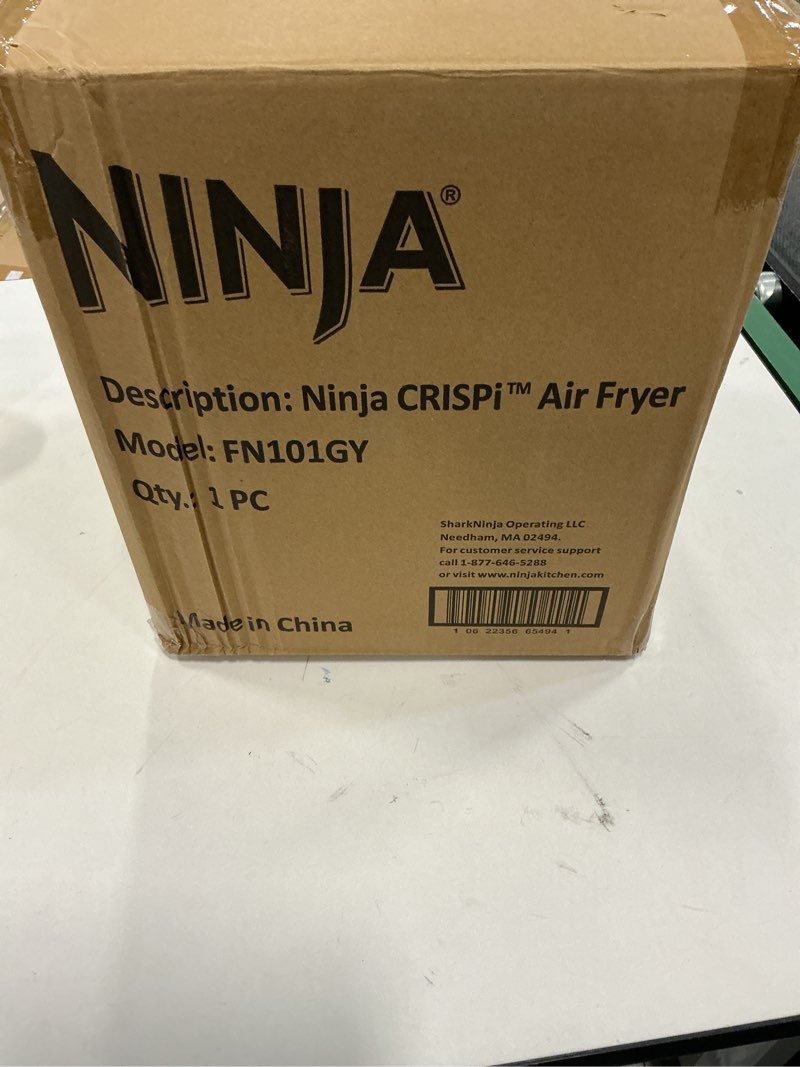 NINJA®
Description: Ninja CRISPi™ Air Fryer
Model: FN101GY
Qty.: 1 PC
SharkNinja Operating LLC
Needham, MA 02494.
For customer service support
call 1-877-646-5288
or visit www.ninjakitchen.com
1 06 22356 65494 1
Made in China